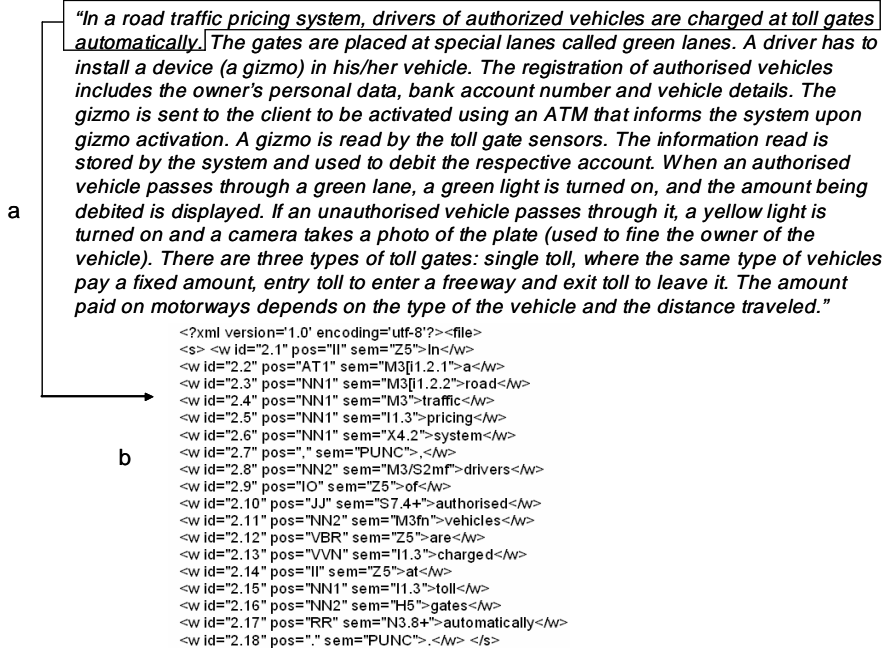 “In a road traffic pricing system, drivers of authorized vehicles are charged at toll gates
automatically. The gates are placed at special lanes called green lanes. A driver has to
install a device (a gizmo) in his/her vehicle. The registration of authorised vehicles
includes the owner’s personal data, bank account number and vehicle details. The
gizmo is sent to the client to be activated using an ATM that informs the system upon
gizmo activation. A gizmo is read by the toll gate sensors. The information read is
stored by the system and used to debit the respective account. When an authorised
vehicle passes through a green lane, a green light is turned on, and the amount being
debited is displayed. If an unauthorised vehicle passes through it, a yellow light is
turned on and a camera takes a photo of the plate (used to fine the owner of the
vehicle). There are three types of toll gates: single toll, where the same type of vehicles
pay a fixed amount, entry toll to enter a freeway and exit toll to leave it. The amount
paid on motorways depends on the type of the vehicle and the distance traveled.”
a
<?xml version='1.0' encoding='utf-8'?><file>
<s> <w id="2.1" pos="II" sem="Z5">In</w>
<w id="2.2" pos="AT1" sem="M3[i1.2.1">a</w>
<w id="2.3" pos="NN1" sem="M3[i1.2.2">road</w>
<w id="2.4" pos="NN1" sem="M3">traffic</w>
<w id="2.5" pos="NN1" sem="I1.3">pricing</w>
<w id="2.6" pos="NN1" sem="X4.2">system</w>
<w id="2.7" pos="," sem="PUNC">,</w>
b
<w id="2.8" pos="NN2" sem="M3/S2mf">drivers</w>
<w id="2.9" pos="IO" sem="Z5">of</w>
<w id="2.10" pos="JJ" sem="S7.4+">authorised</w>
<w id="2.11" pos="NN2" sem="M3fn">vehicles</w>
<w id="2.12" pos="VBR" sem="Z5">are</w>
<w id="2.13" pos="VVN" sem="I1.3">charged</w>
<w id="2.14" pos="II" sem="Z5">at</w>
<w id="2.15" pos="NN1" sem="I1.3">toll</w>
<w id="2.16" pos="NN2" sem="H5">gates</w>
<w id="2.17" pos="RR" sem="N3.8+">automatically</w>
<w id="2.18" pos="." sem="PUNC">.</w> </s>